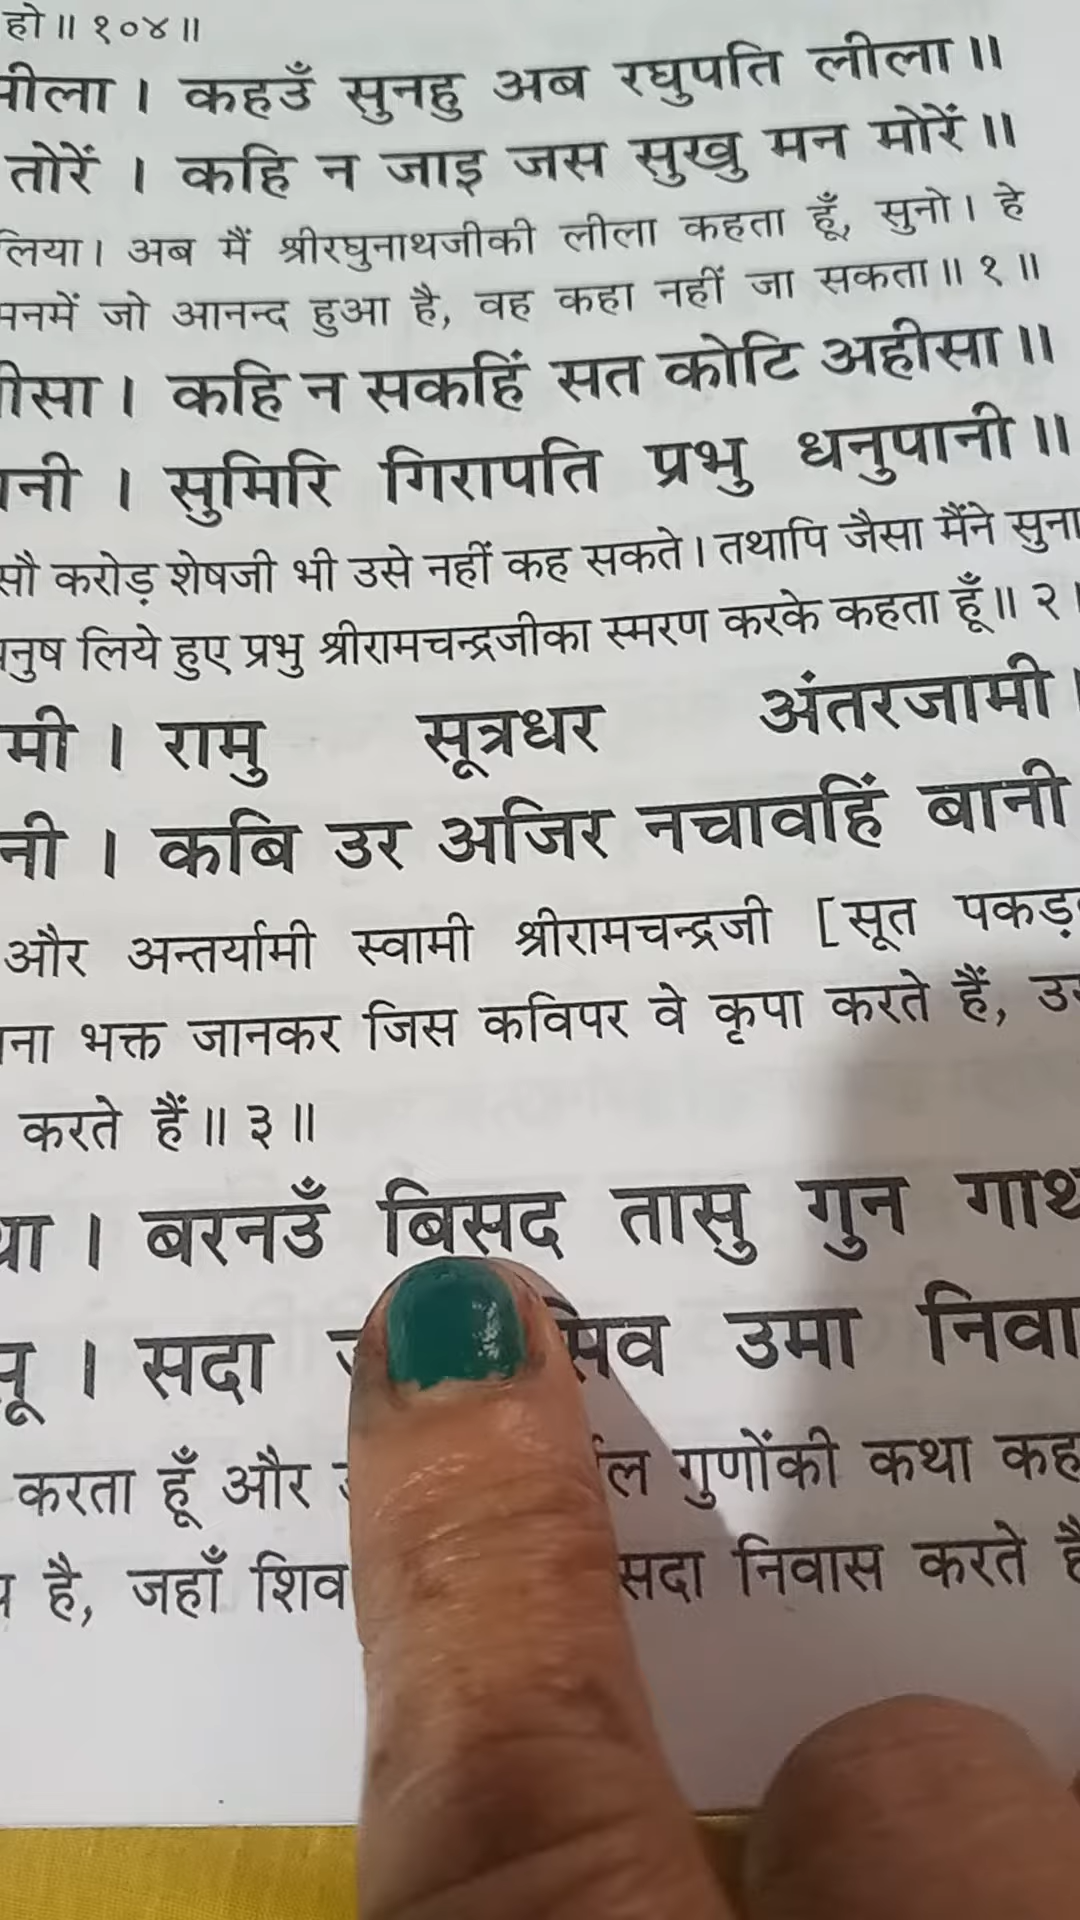 हो॥ १०४॥
कहउँ सुनहु अब रघुपति लीला॥
तोरें । कहि न जाइ जस सुखु मन मोरें॥
लिया। अब मैं श्रीरघुनाथजीकी लीला कहता हूँ, सुनो। हे
जो आनन्द हुआ है, वह कहा नहीं जा सकता॥ १॥
कहि न सकहिं सत कोटि अहीसा॥
सुमिरि गिरापति प्रभु धनुपानी॥
सौ करोड़ शेषजी भी उसे नहीं कह सकते। तथापि जैसा मैंने सुना
लिये हुए प्रभु श्रीरामचन्द्रजीका स्मरण करके कहता हूँ॥ २
रामु सूत्रधर अंतरजामी
कबि उर अजिर नचावहिं बानी
और अन्तर्यामी स्वामी श्रीरामचन्द्रजी [सूत
भक्त जानकर जिस कविपर वे कृपा करते हैं,
करते हैं॥ ३॥
बरनउँ बिसद तासु गुन
सदा उमा
करता हूँ और गुणोंकी कथा
है, जहाँ शिव सदा निवास करते